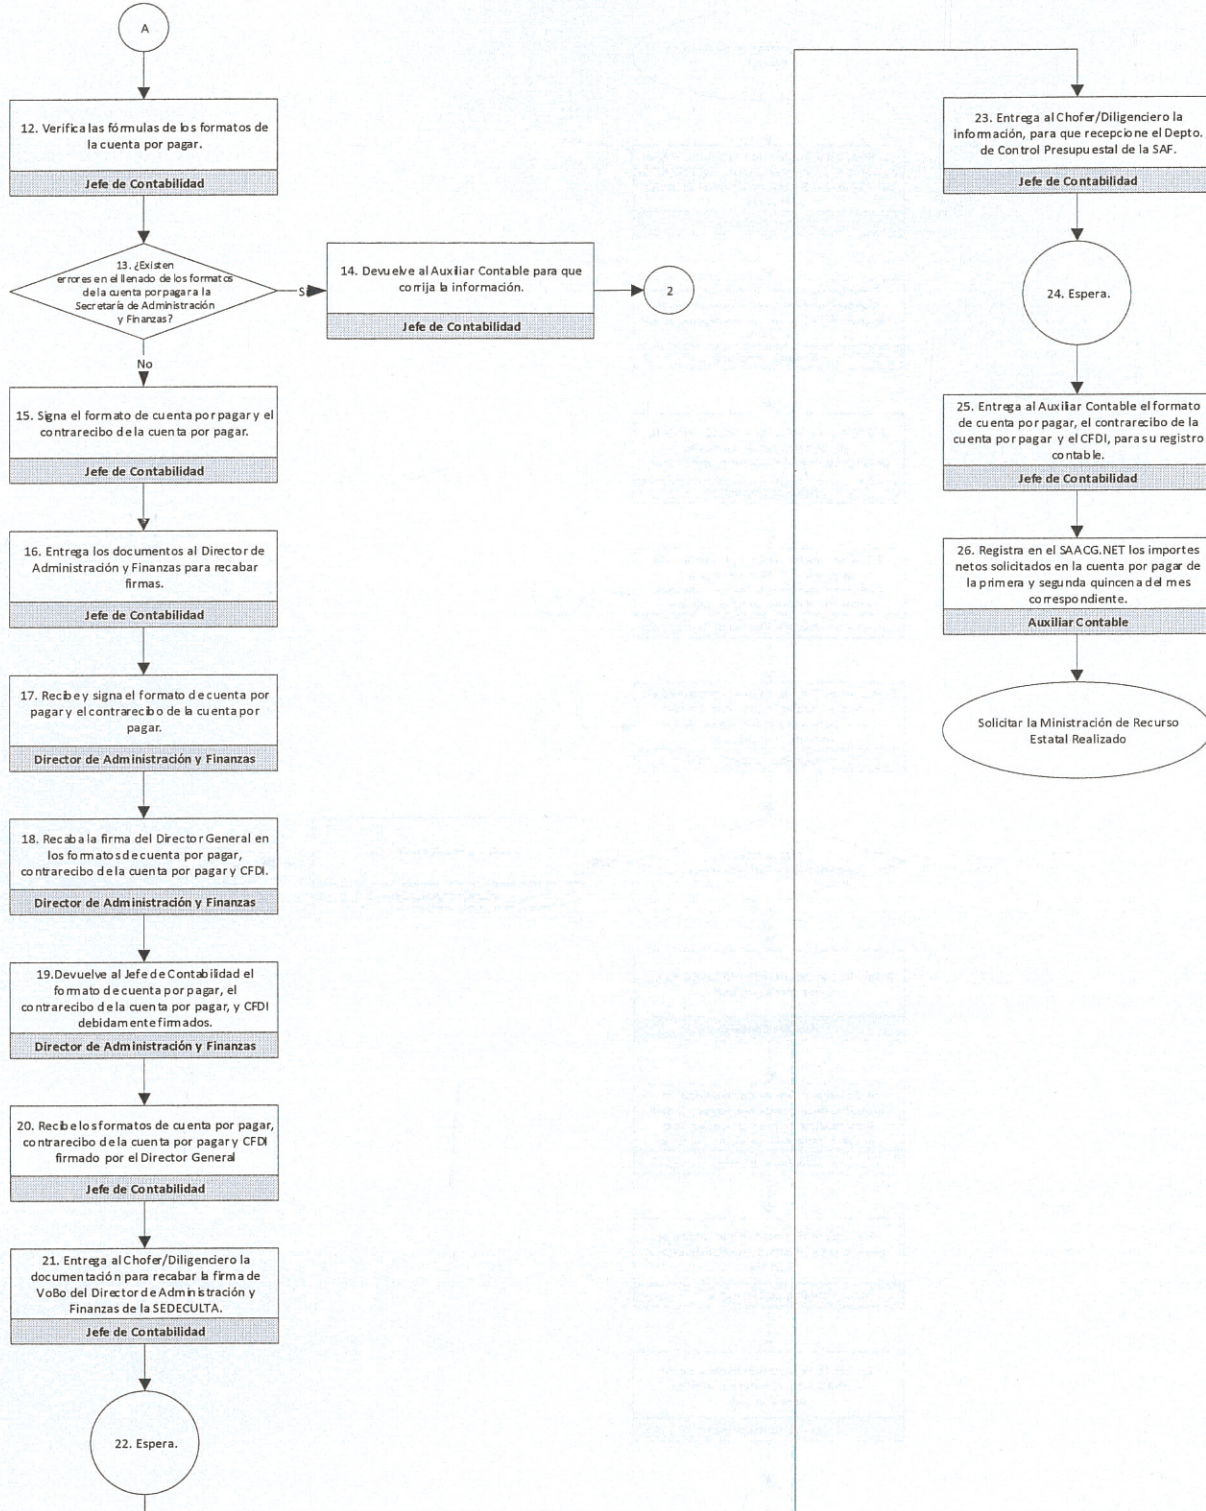 A
12. Verifica las fórmulas de los formatos de
la cuenta por pagar.
Jefe de Contabilidad
13. ¿Existen
errores en el llenado de los formatos
de la cuenta por pagar a la
Secretaría de Administración
y Finanzas?
Sí
14. Devuelve al Auxiliar Contable para que
corrija la información.
Jefe de Contabilidad
2
No
15. Signa el formato de cuenta por pagar y el
contrarecibo de la cuenta por pagar.
Jefe de Contabilidad
16. Entrega los documentos al Director de
Administración y Finanzas para recabar
firmas.
Jefe de Contabilidad
17. Recibe y signa el formato de cuenta por
pagar y el contrarecibo de la cuenta por
pagar.
Director de Administración y Finanzas
18. Recaba la firma del Director General en
los formatos de cuenta por pagar,
contrarecibo de la cuenta por pagar y CFDI.
Director de Administración y Finanzas
19.Devuelve al Jefe de Contabilidad el
formato de cuenta por pagar, el
contrarecibo de la cuenta por pagar, y CFDI
debidamente firmados.
Director de Administración y Finanzas
20. Recibe los formatos de cuenta por pagar,
contrarecibo de la cuenta por pagar y CFDI
firmado por el Director General
Jefe de Contabilidad
21. Entrega al Chofer/Diligenciero la
documentación para recabar la firma de
VoBo del Director de Administración y
Finanzas de la SEDECULTA.
Jefe de Contabilidad
22. Espera.
23. Entrega al Chofer/Diligenciero la
información, para que recepcione el Depto.
de Control Presupuestal de la SAF.
Jefe de Contabilidad
24. Espera.
25. Entrega al Auxiliar Contable el formato
de cuenta por pagar, el contrarecibo de la
cuenta por pagar y el CFDI, para su registro
contable.
Jefe de Contabilidad
26. Registra en el SAACG.NET los importes
netos solicitados en la cuenta por pagar de
la primera y segunda quincena del mes
correspondiente.
Auxiliar Contable
Solicitar la Ministración de Recurso
Estatal Realizado